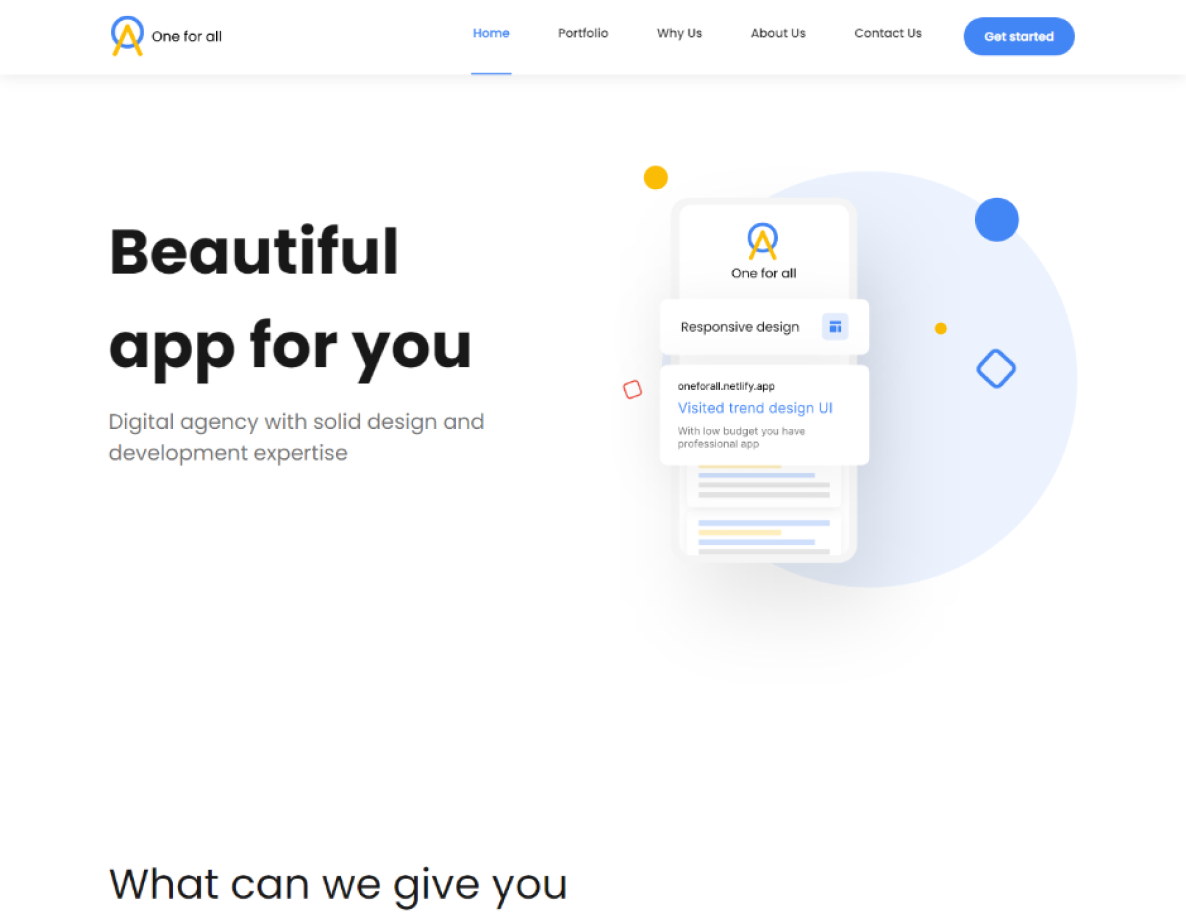 One for all
Home
Portfolio
Why Us
About Us
Contact Us
Get started
Beautiful
app for you
Digital agency with solid design and
development expertise
One for all
Responsive design
oneforall.netlify.app
Visited trend design UI
With low budget you have
professional app
What can we give you